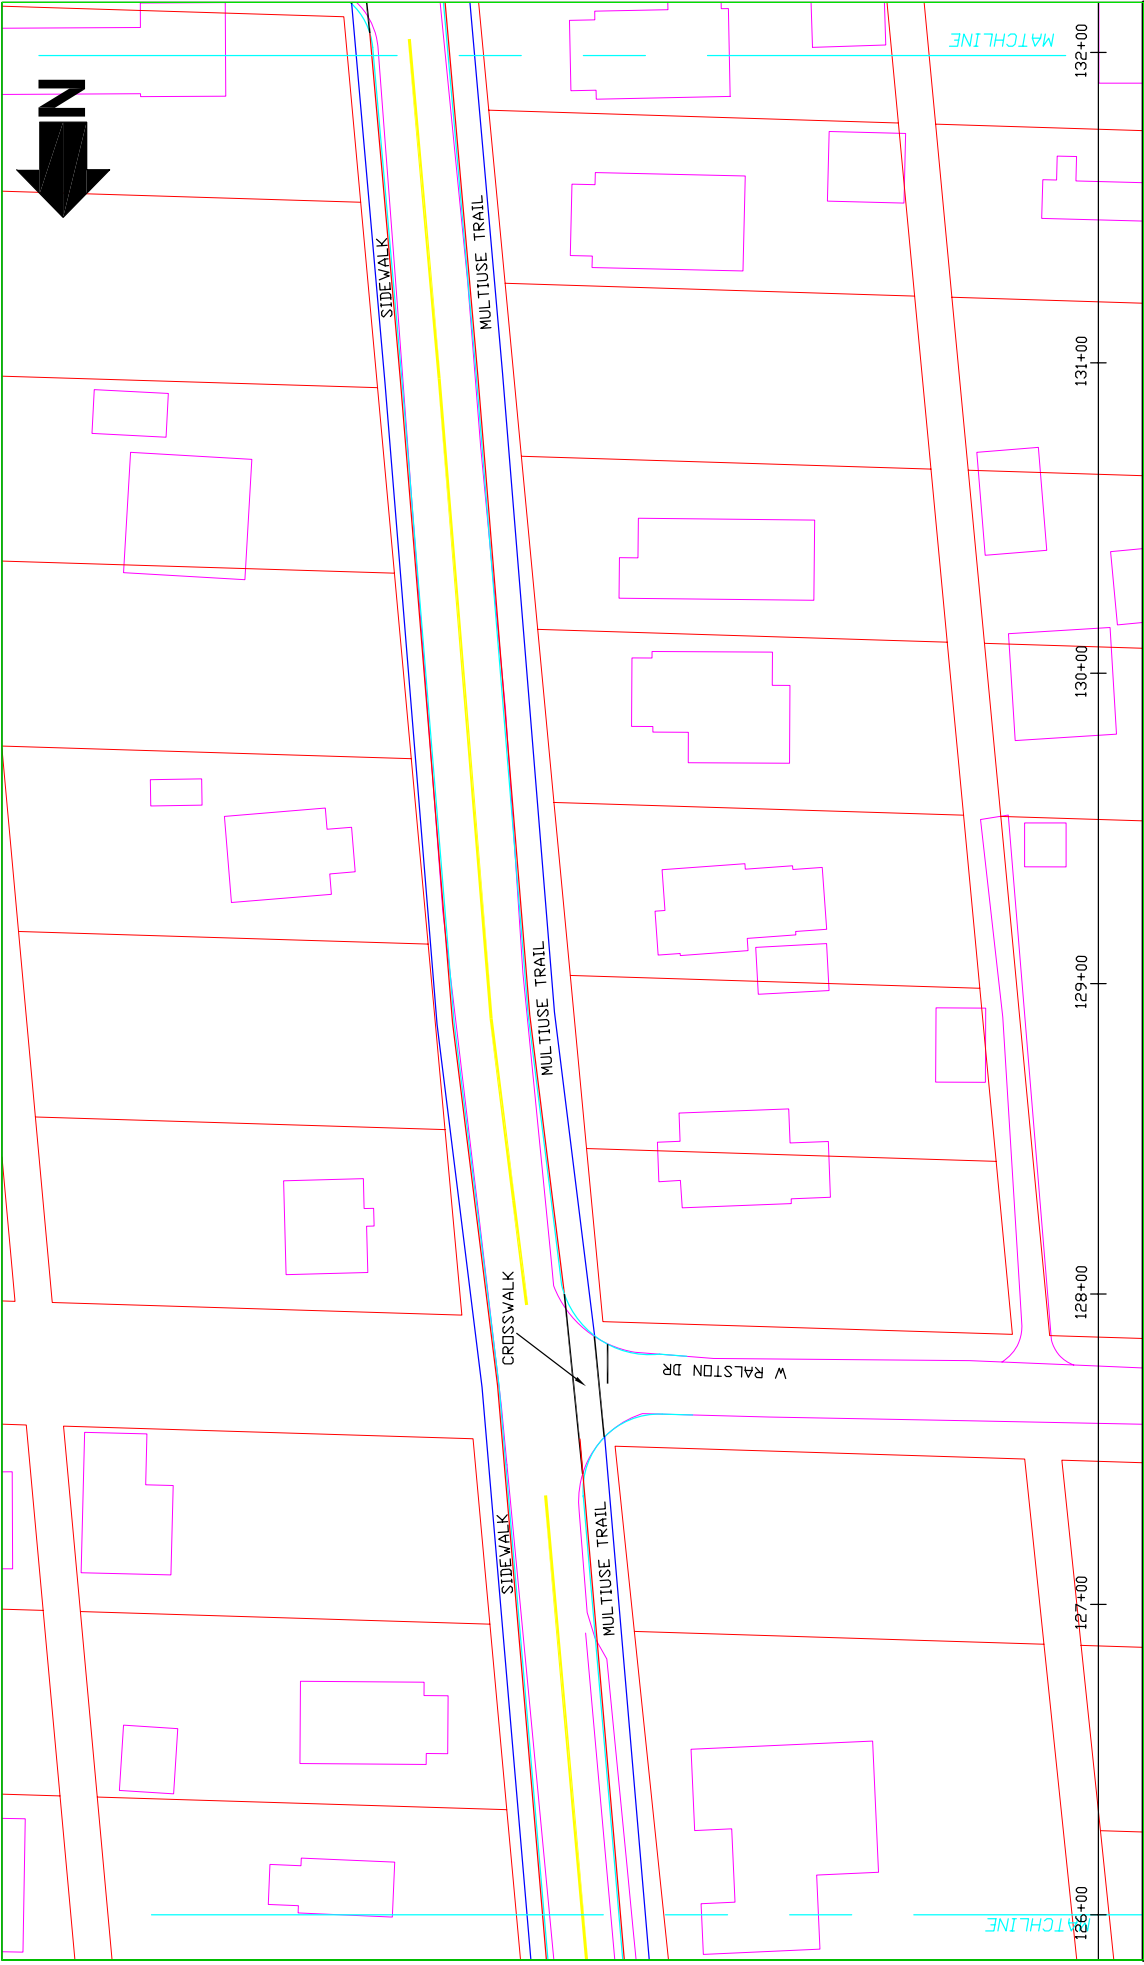 MATCHLINE
132+00
N
SIDEWALK
MULTIUSE TRAIL
131+00
130+00
MULTIUSE TRAIL
129+00
128+00
CROSSWALK
W RALSTON DR
SIDEWALK
MULTIUSE TRAIL
127+00
126+00
MATCHLINE